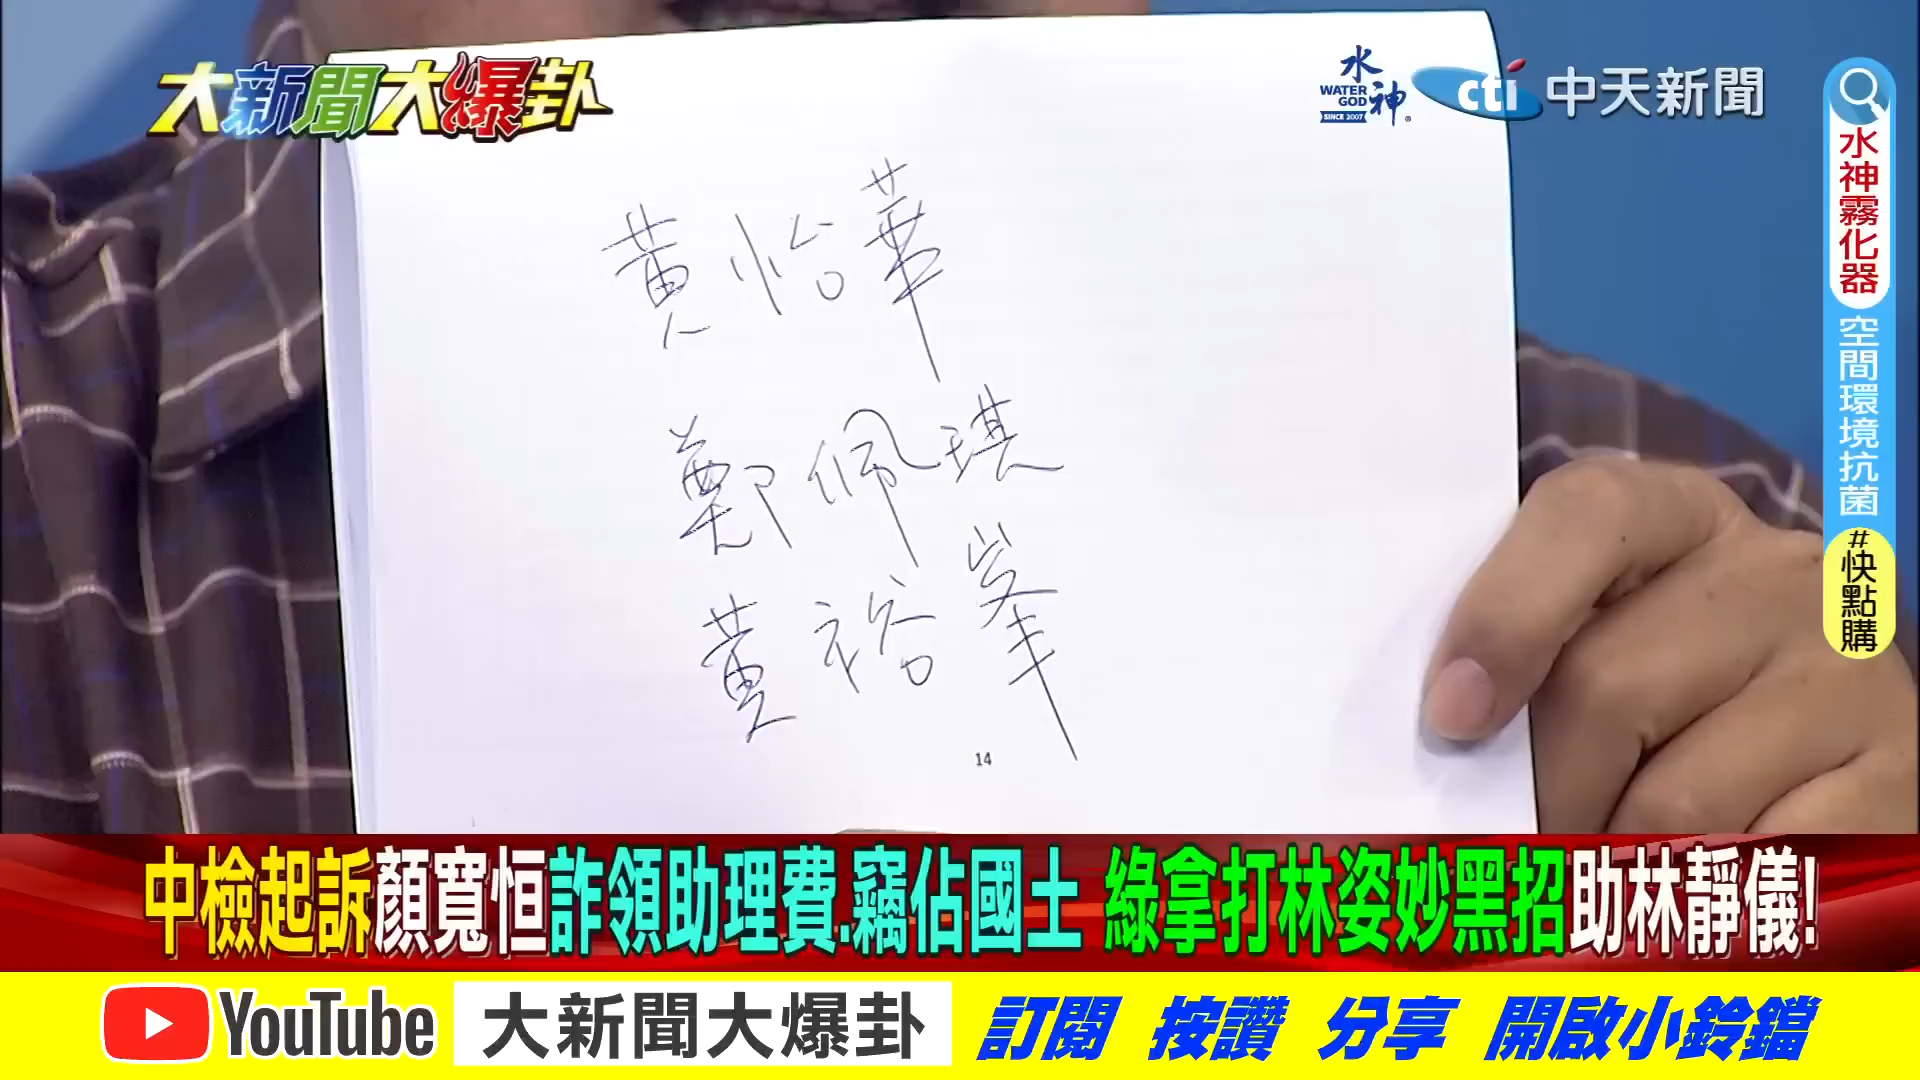 大新聞大爆卦
水神
WATER
GOD
SINCE 2007
cti 中天新聞
水神霧化器
空間環境抗菌
#快點購
黃怡華
鄭佩琪
黃裕峯
14
中檢起訴顏寬恒詐領助理費.竊佔國土 綠拿打林姿妙黑招助林靜儀!
YouTube 大新聞大爆卦 訂閱 按讚 分享 開啟小鈴鐺